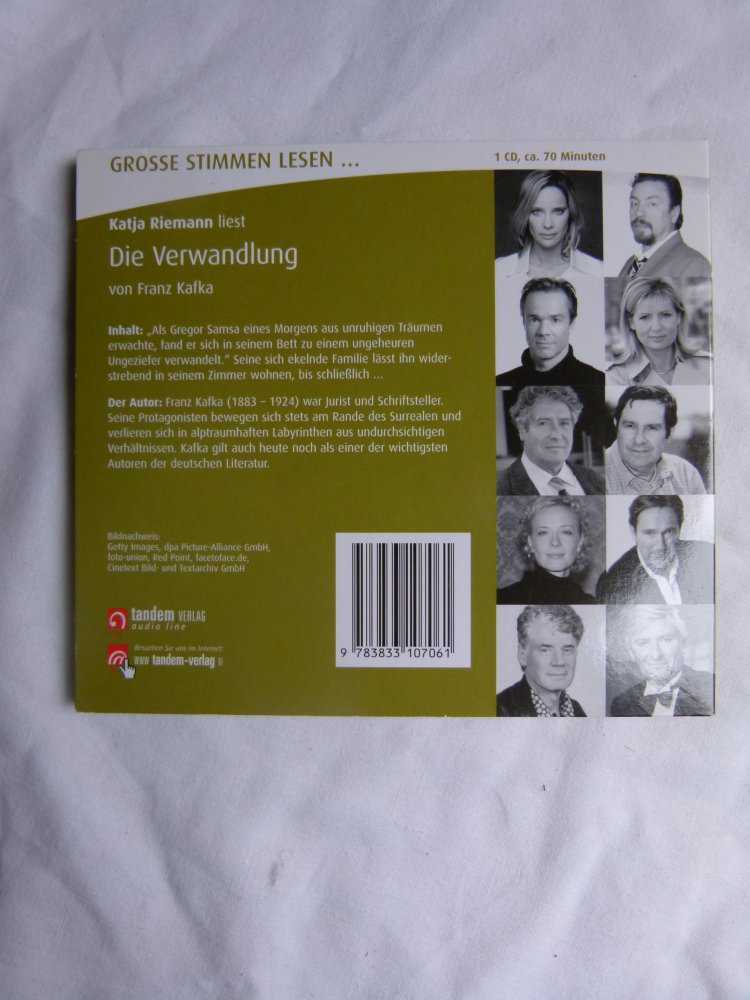 GROSSE STIMMEN LESEN ...
1 CD, ca. 70 Minuten
Katja Riemann liest
Die Verwandlung
von Franz Kafka
Inhalt: „Als Gregor Samsa eines Morgens aus unruhigen Träumen
erwachte, fand er sich in seinem Bett zu einem ungeheuren
Ungeziefer verwandelt.“ Seine sich ekelnde Familie lässt ihn wider-
strebend in seinem Zimmer wohnen, bis schließlich ...
Der Autor: Franz Kafka (1883 – 1924) war Jurist und Schriftsteller.
Seine Protagonisten bewegen sich stets am Rande des Surrealen und
verlieren sich in alptraumhaften Labyrinthen aus undurchsichtigen
Verhältnissen. Kafka gilt auch heute noch als einer der wichtigsten
Autoren der deutschen Literatur.
Bildnachweis:
Getty Images, dpa Picture-Alliance GmbH,
foto-union, Red Point, facetoface.de,
Cinetext Bild- und Textarchiv GmbH
tandem VERLAG
audio line
Besuchen Sie uns im Internet
www tandem-verlag
9 783833 107061